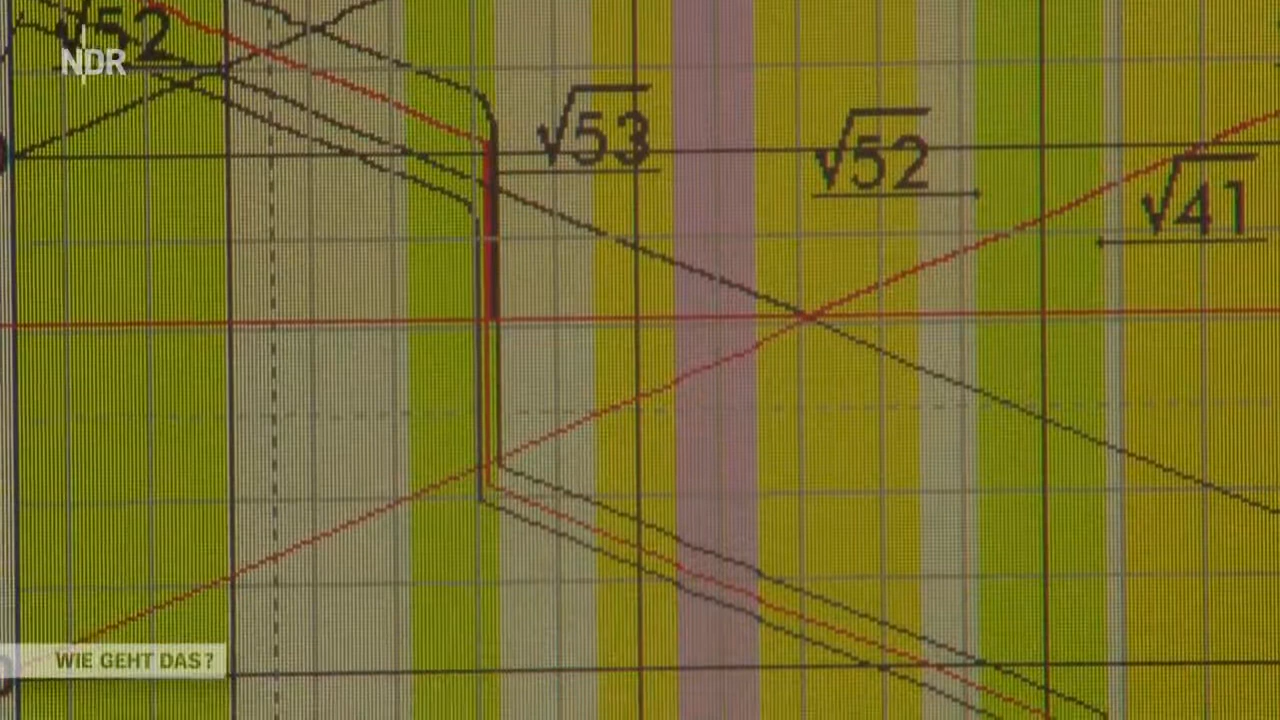 √52
NDR
√53
√52
√41
WIE GEHT DAS?